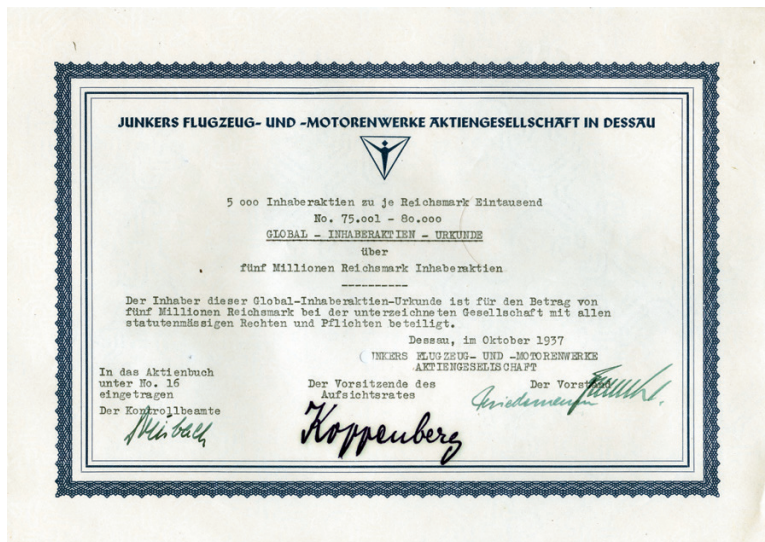 JUNKERS FLUGZEUG- UND -MOTORENWERKE AKTIENGESELLSCHAFT IN DESSAU
5 000 Inhaberaktien zu je Reichsmark Eintausend
No. 75.001 - 80.000
GLOBAL - INHABERAKTIEN - URKUNDE
über
fünf Millionen Reichsmark Inhaberaktien
Der Inhaber dieser Global-Inhaberaktien-Urkunde ist für den Betrag von
fünf Millionen Reichsmark bei der unterzeichneten Gesellschaft mit allen
statutenmässigen Rechten und Pflichten beteiligt.
Dessau, im Oktober 1937
UNKERS FLUGZEUG- UND -MOTORENWERKE
AKTIENGESELLSCHAFT
In das Aktienbuch
unter No. 16
eingetragen
Der Kontrollbeamte
Der Vorsitzende des
Aufsichtsrates
Koppenberg
Der Vorstand